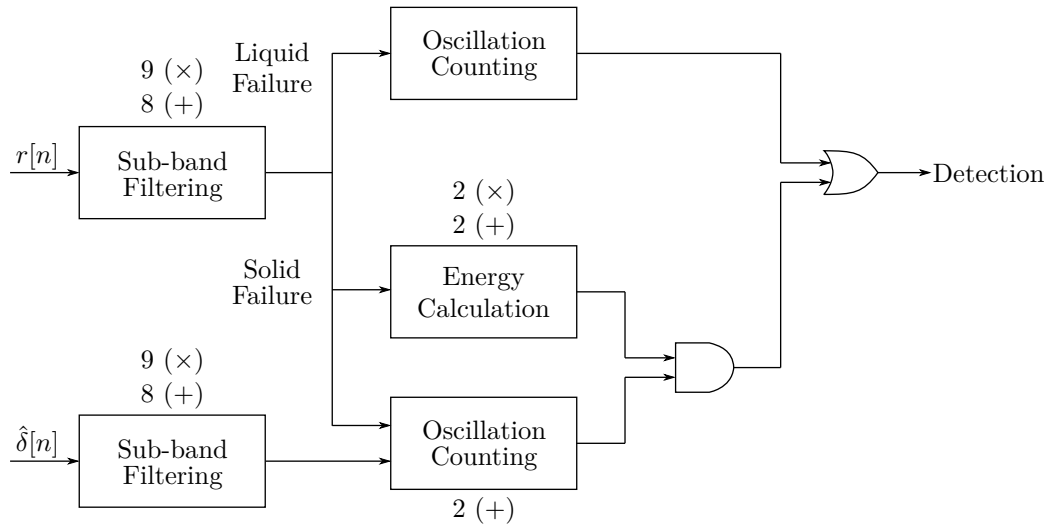 Liquid
Failure
Oscillation
Counting
9 (×)
8 (+)
r[n]
Sub-band
Filtering
Detection
2 (×)
2 (+)
Solid
Failure
Energy
Calculation
9 (×)
8 (+)
δ̂[n]
Sub-band
Filtering
Oscillation
Counting
2 (+)